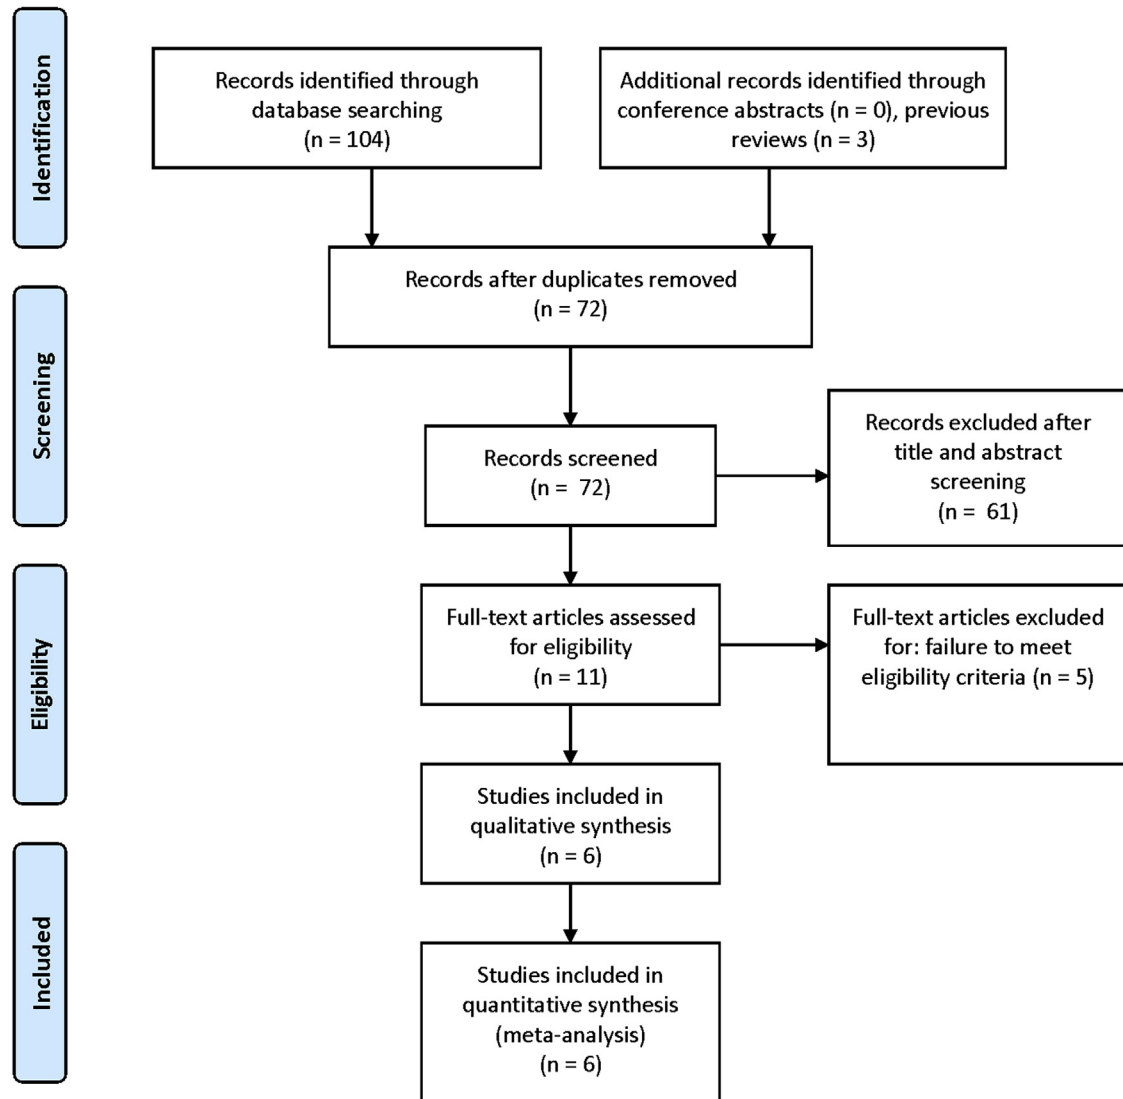 Identification
Records identified through
database searching
(n = 104)
Additional records identified through
conference abstracts (n = 0), previous
reviews (n = 3)
Records after duplicates removed
(n = 72)
Screening
Records screened
(n =  72)
Records excluded after
title and abstract
screening
(n =  61)
Eligibility
Full-text articles assessed
for eligibility
(n = 11)
Full-text articles excluded
for: failure to meet
eligibility criteria (n = 5)
Studies included in
qualitative synthesis
(n = 6)
Included
Studies included in
quantitative synthesis
(meta-analysis)
(n = 6)